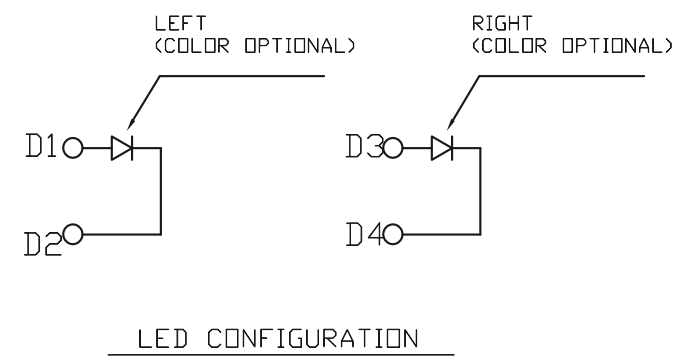 LEFT
(COLOR OPTIONAL)
RIGHT
(COLOR OPTIONAL)
D1
D3
D2
D4
LED CONFIGURATION